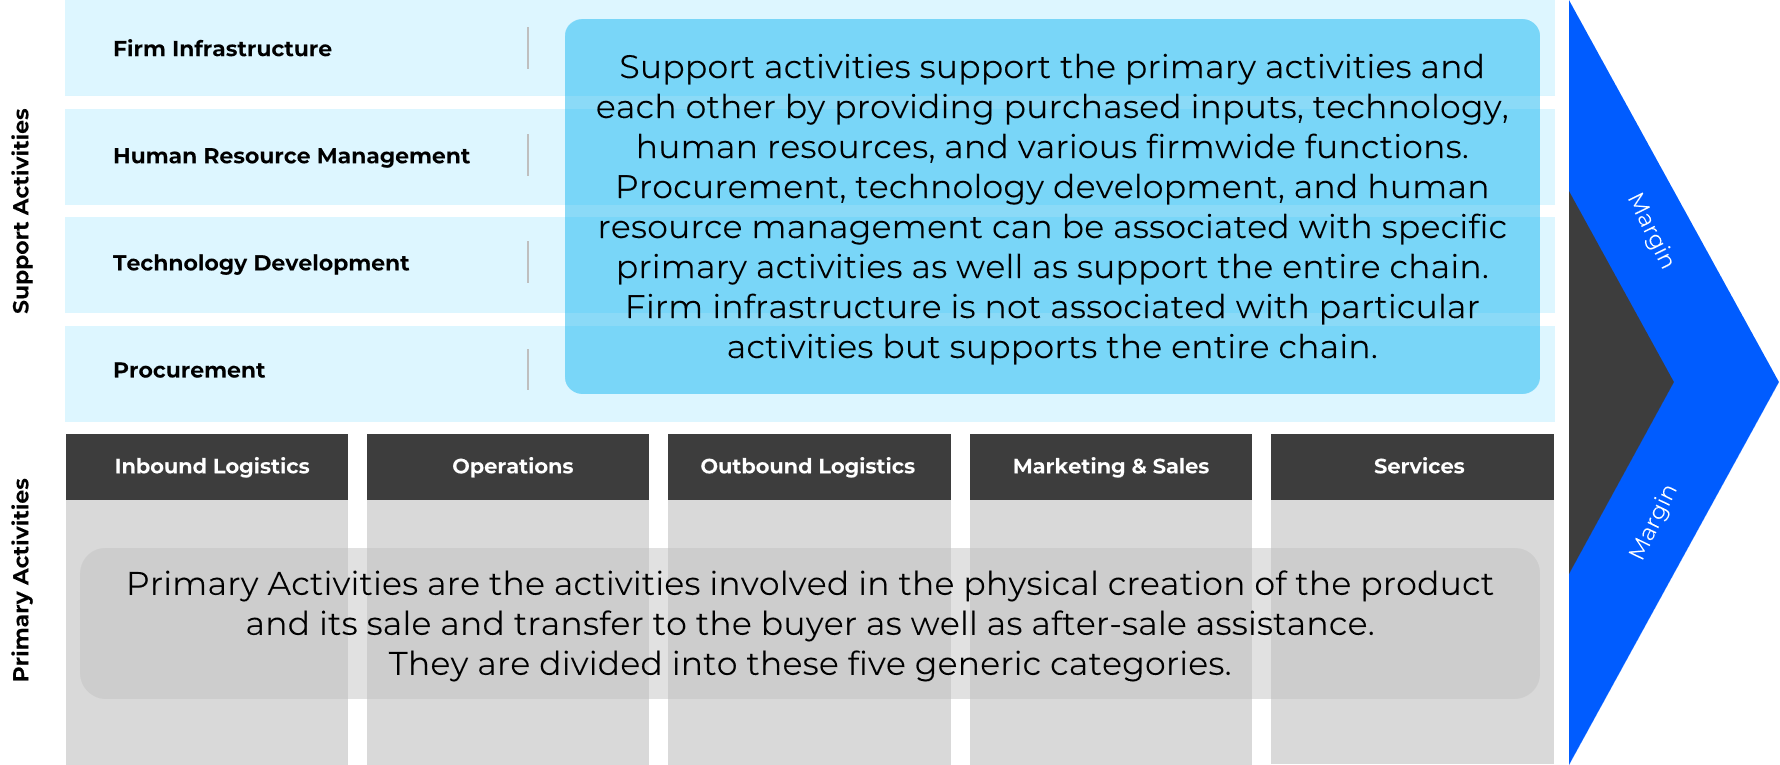 Support Activities
Firm Infrastructure
Human Resource Management
Technology Development
Procurement
Support activities support the primary activities and
each other by providing purchased inputs, technology,
human resources, and various firmwide functions.
Procurement, technology development, and human
resource management can be associated with specific
primary activities as well as support the entire chain.
Firm infrastructure is not associated with particular
activities but supports the entire chain.
Margin
Primary Activities
Inbound Logistics
Operations
Outbound Logistics
Marketing & Sales
Services
Primary Activities are the activities involved in the physical creation of the product
and its sale and transfer to the buyer as well as after-sale assistance.
They are divided into these five generic categories.
Margin